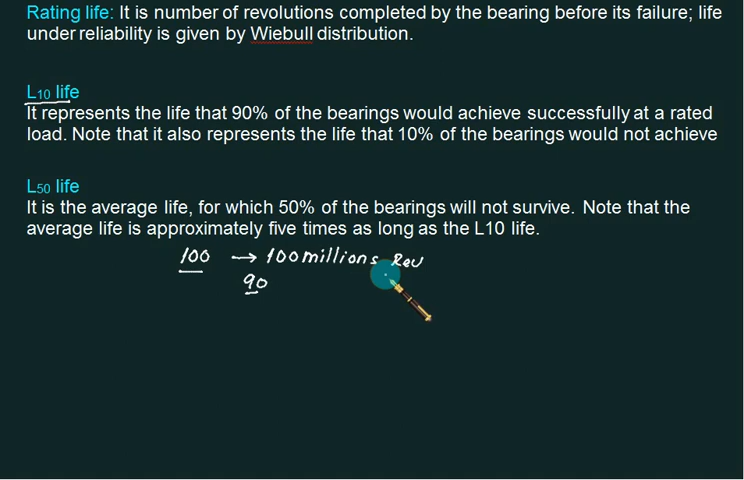 Rating life: It is number of revolutions completed by the bearing before its failure; life
under reliability is given by Wiebull distribution.
L10 life
It represents the life that 90% of the bearings would achieve successfully at a rated
load. Note that it also represents the life that 10% of the bearings would not achieve
L50 life
It is the average life, for which 50% of the bearings will not survive. Note that the
average life is approximately five times as long as the L10 life.
100 → 100 millions Rev
90